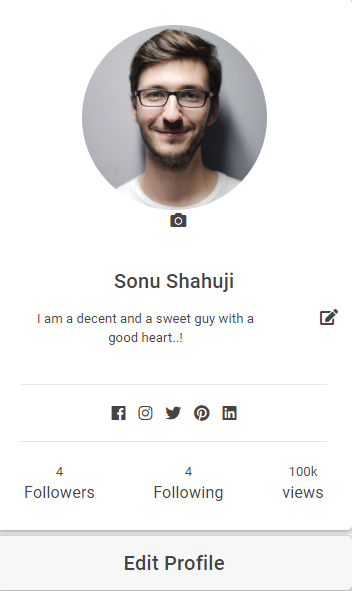 Sonu Shahuji
I am a decent and a sweet guy with a
good heart..!
4 4 100k
Followers Following views
Edit Profile